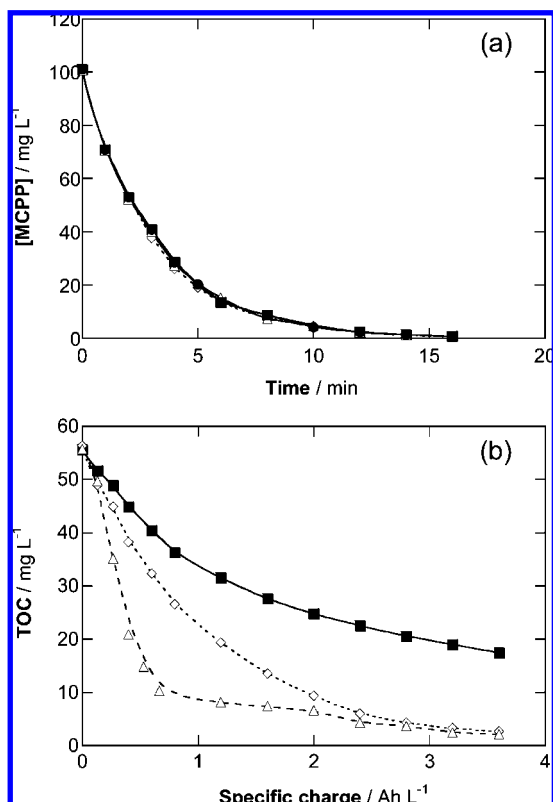 120
(a)
100
80
60
40
20
0
[MCPP] / mg L-1
0 5 10 15 20
Time / min
60
(b)
50
40
30
20
10
0
TOC / mg L-1
0 1 2 3 4
Specific charge / Ah L-1